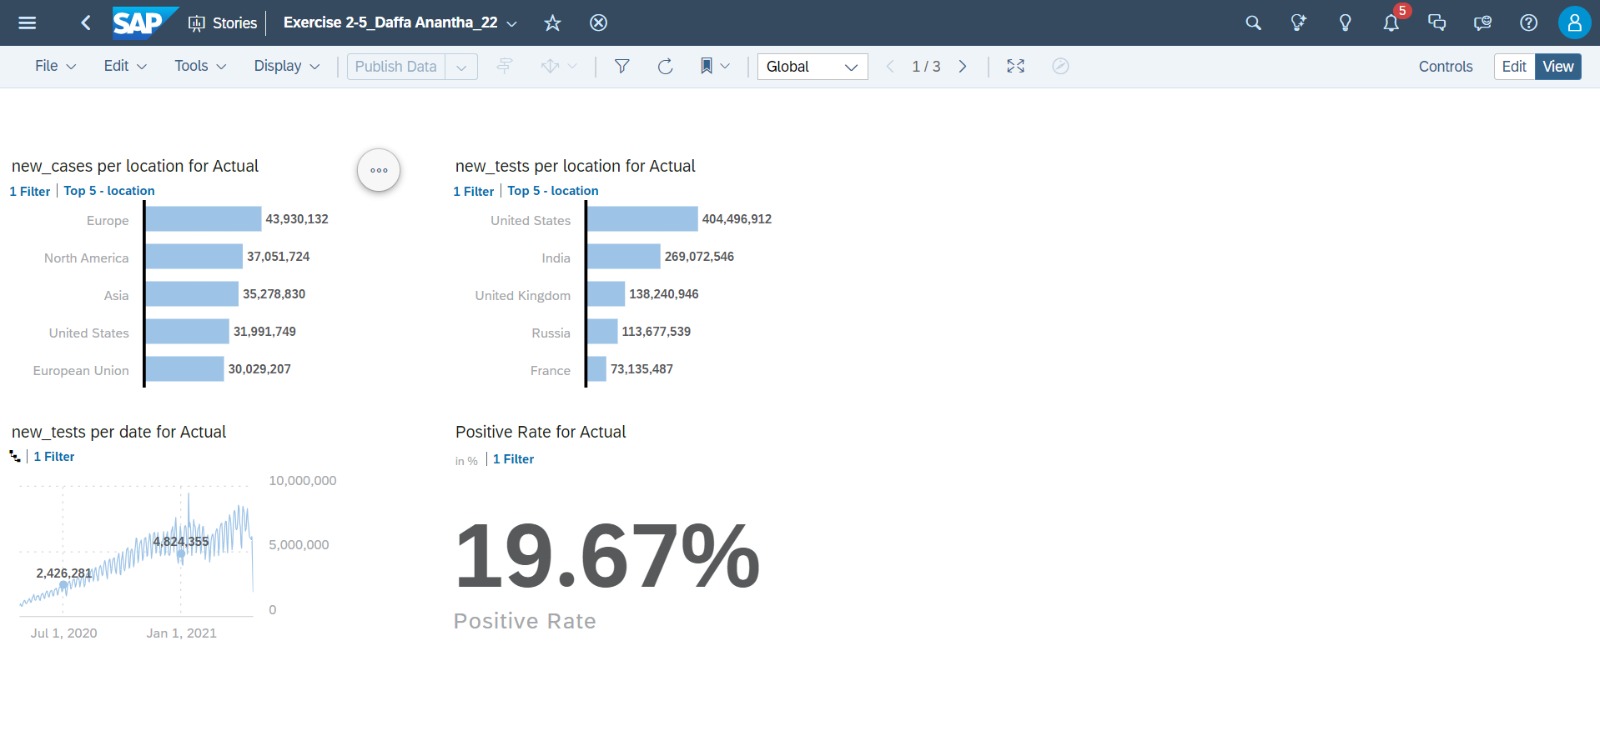 SAP Stories Exercise 2-5_Daffa Anantha_22 5
File Edit Tools Display Publish Data Global 1 / 3 Controls Edit View
new_cases per location for Actual
1 Filter Top 5 - location
Europe 43,930,132
North America 37,051,724
Asia 35,278,830
United States 31,991,749
European Union 30,029,207
new_tests per location for Actual
1 Filter Top 5 - location
United States 404,496,912
India 269,072,546
United Kingdom 138,240,946
Russia 113,677,539
France 73,135,487
new_tests per date for Actual
1 Filter
10,000,000
4,824,355
5,000,000
2,426,281
0
Jul 1, 2020 Jan 1, 2021
Positive Rate for Actual
in % 1 Filter
19.67%
Positive Rate